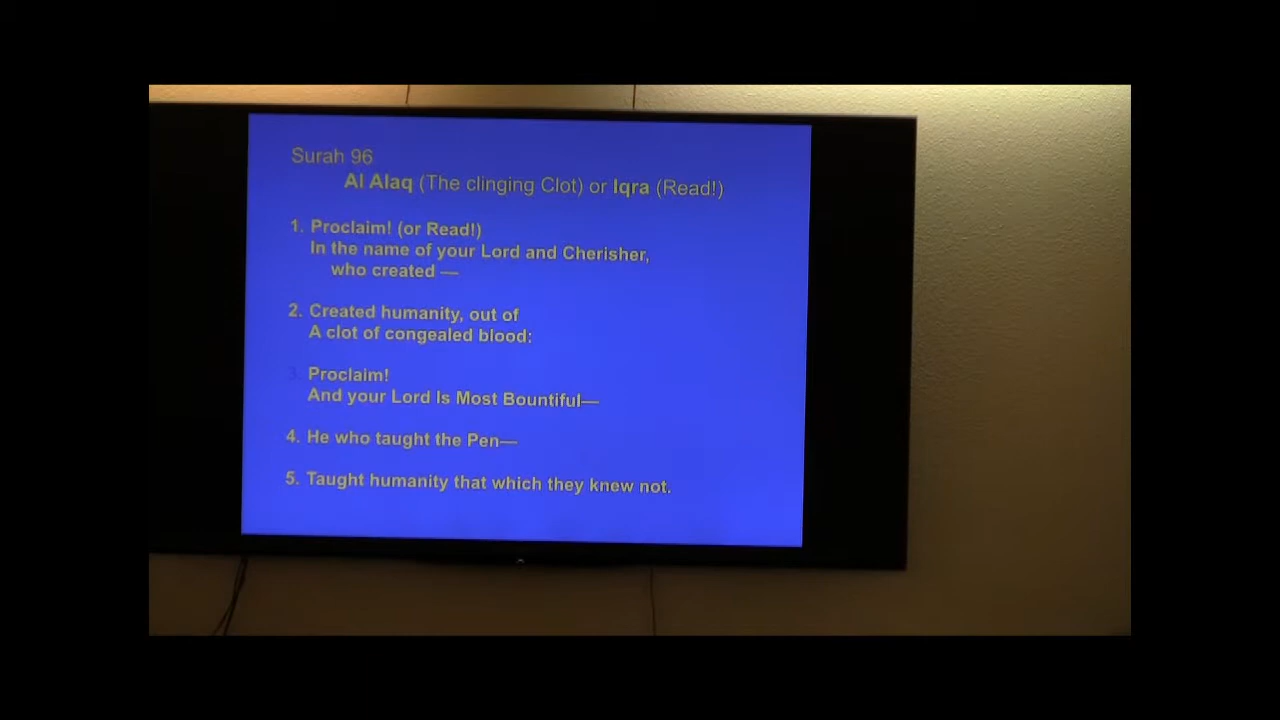 Surah 96
Al Alaq (The clinging Clot) or Iqra (Read!)
1. Proclaim! (or Read!)
In the name of your Lord and Cherisher,
who created —
2. Created humanity, out of
A clot of congealed blood:
3. Proclaim!
And your Lord Is Most Bountiful—
4. He who taught the Pen—
5. Taught humanity that which they knew not.